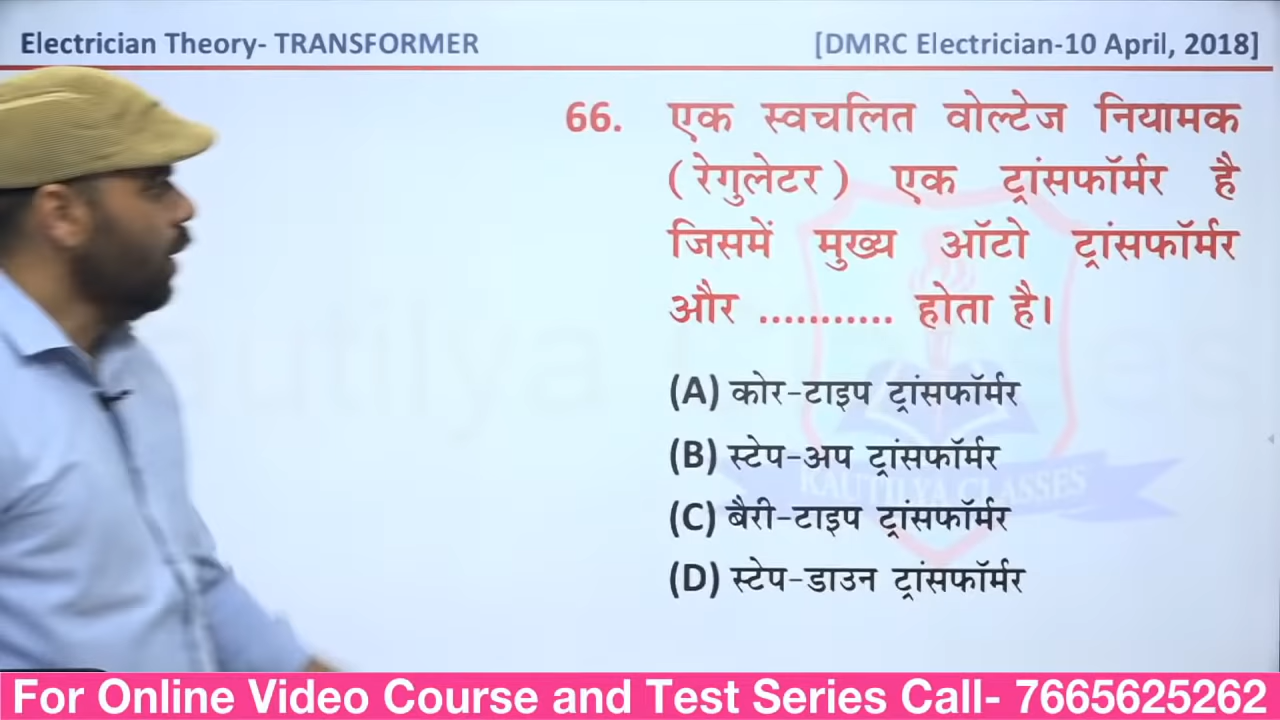 Electrician Theory- TRANSFORMER
[DMRC Electrician-10 April, 2018]
66. एक स्वचलित वोल्टेज नियामक
(रेगुलेटर) एक ट्रांसफॉर्मर है
जिसमें मुख्य ऑटो ट्रांसफॉर्मर
और ........... होता है।
(A) कोर-टाइप ट्रांसफॉर्मर
(B) स्टेप-अप ट्रांसफॉर्मर
KAUTILYA CLASSES
(C) बैरी-टाइप ट्रांसफॉर्मर
(D) स्टेप-डाउन ट्रांसफॉर्मर
For Online Video Course and Test Series Call- 7665625262